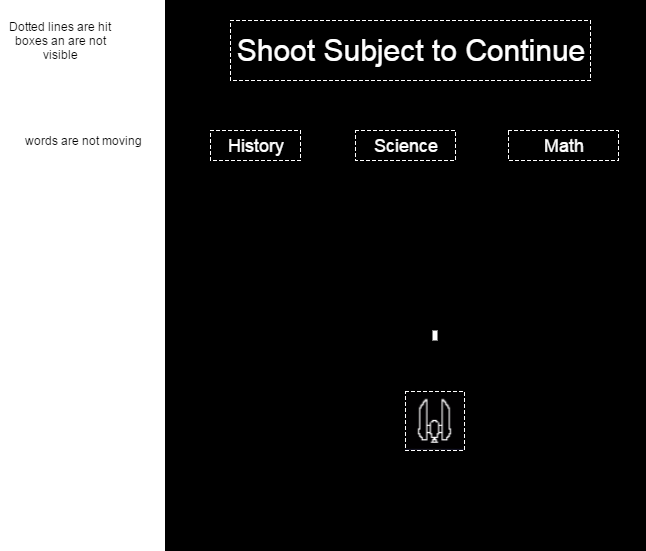 Dotted lines are hit
boxes an are not
visible
Shoot Subject to Continue
words are not moving
History
Science
Math